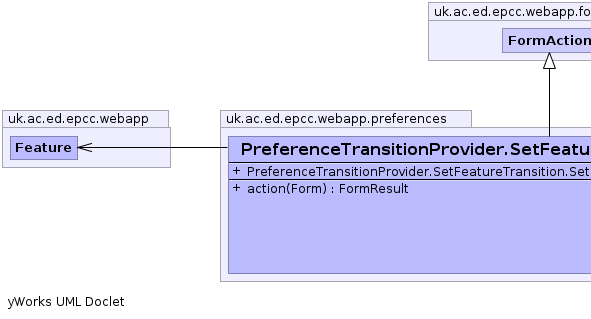 uk.ac.ed.epcc.webapp.fo
FormAction
uk.ac.ed.epcc.webapp
Feature
uk.ac.ed.epcc.webapp.preferences
PreferenceTransitionProvider.SetFeatu
+ PreferenceTransitionProvider.SetFeatureTransition.Set
+ action(Form) : FormResult
yWorks UML Doclet